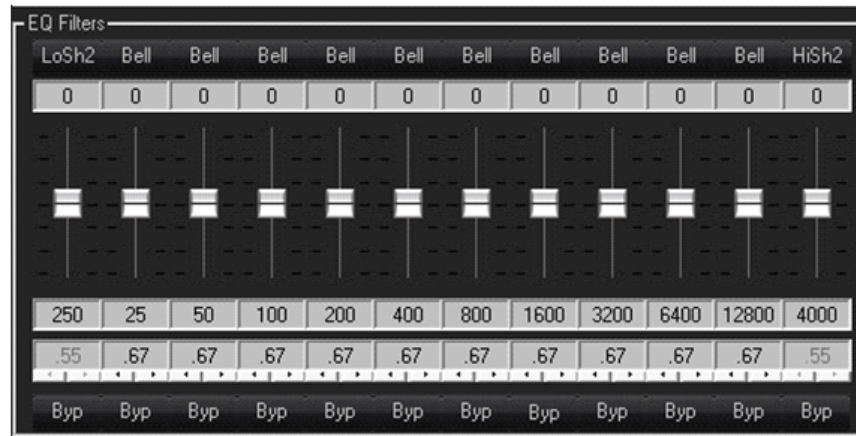 EQ Filters
LoSh2 Bell Bell Bell Bell Bell Bell Bell Bell Bell Bell HiSh2
0 0 0 0 0 0 0 0 0 0 0 0
250 25 50 100 200 400 800 1600 3200 6400 12800 4000
.55 .67 .67 .67 .67 .67 .67 .67 .67 .67 .67 .55
Byp Byp Byp Byp Byp Byp Byp Byp Byp Byp Byp Byp